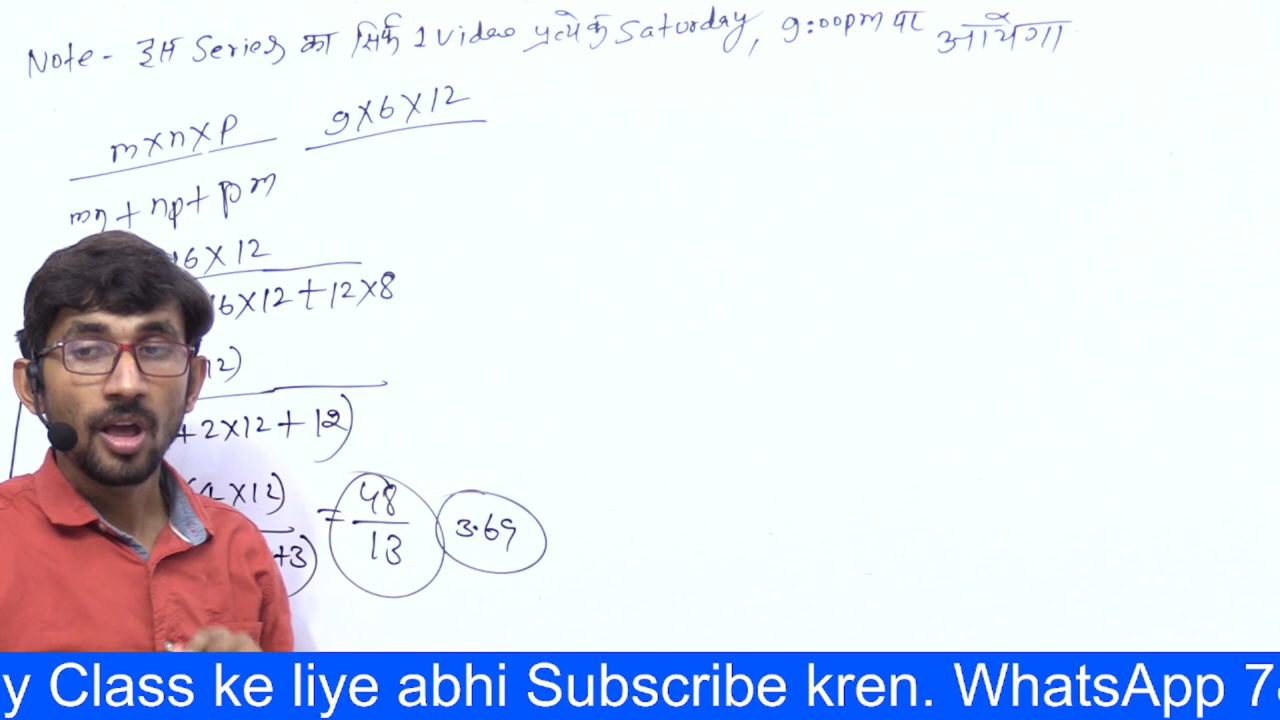 Note- इस Series का सिर्फ 1 Video प्रत्येक Saturday, 9:00pm पर आयेगा
m×n×p
9×6×12
mn + np + pm
6×12
6×12+12×8
12)
+2×12+12)
×12) = 48/13 3.69
+3)
y Class ke liye abhi Subscribe kren. WhatsApp 7